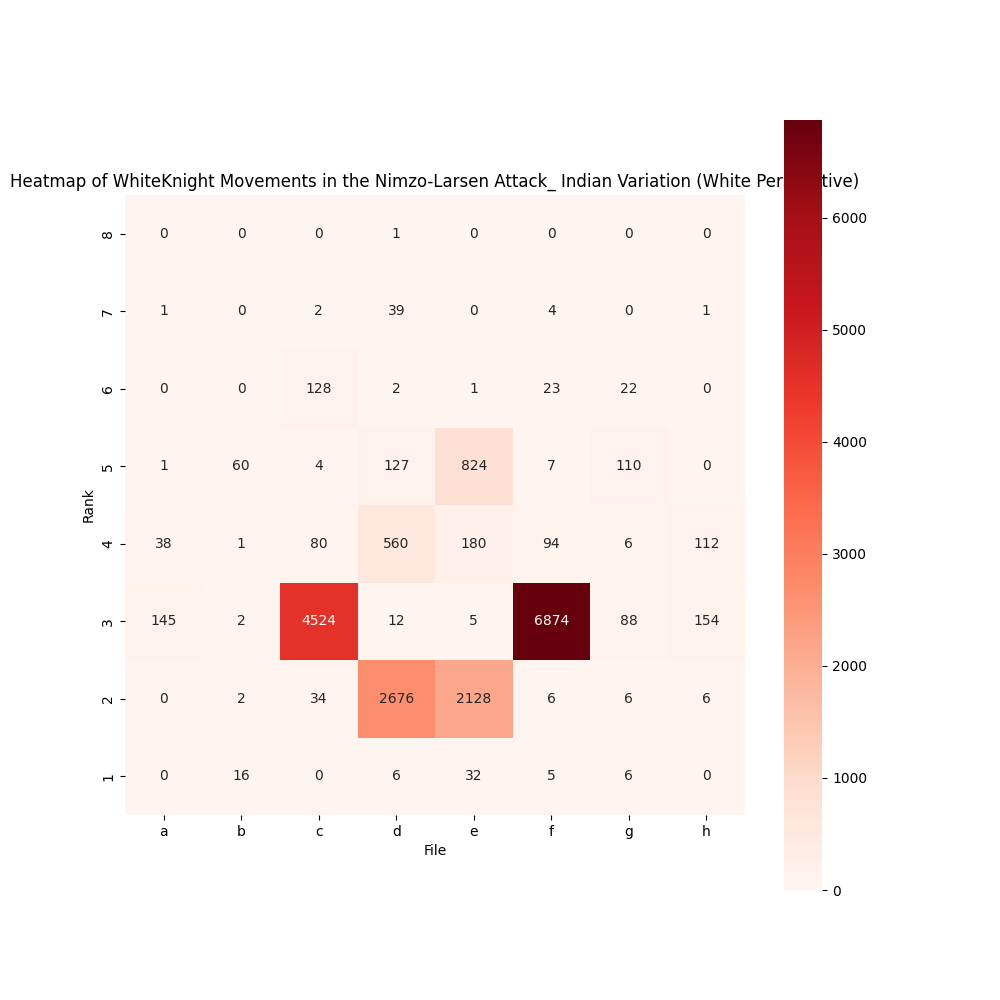 Heatmap of WhiteKnight Movements in the Nimzo-Larsen Attack_ Indian Variation (White Per tive)
8 0 0 0 1 0 0 0 0
7 1 0 2 39 0 4 0 1
6 0 0 128 2 1 23 22 0
5 1 60 4 127 824 7 110 0
4 38 1 80 560 180 94 6 112
3 145 2 4524 12 5 6874 88 154
2 0 2 34 2676 2128 6 6 6
1 0 16 0 6 32 5 6 0
a b c d e f g h
File
Rank
6000
5000
4000
3000
2000
1000
0